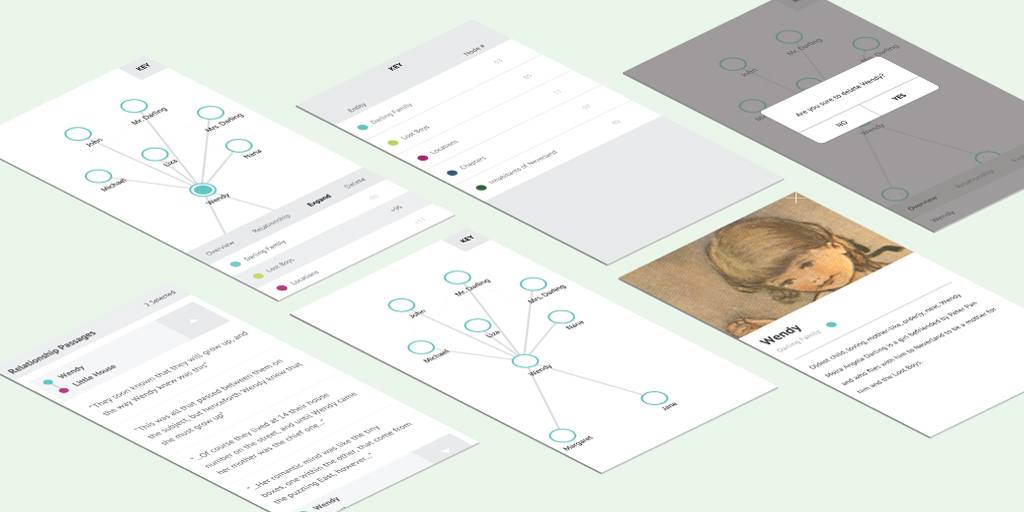 KEY
Mr. Darling
Mrs. Darling
John
Liza
Nana
Michael
Wendy
Overview
Relationship
Expand
Delete
Darling Family
Lost Boys
Locations
KEY
Entity
Node #
Darling Family
Lost Boys
Locations
Chapters
Inhabitants of Neverland
Mr. Darling
Darling
John
Are you sure to delete Wendy?
NO
YES
Wendy
Overview
Relationship
Wendy
Relationship Passages
2 Selected
Wendy
Little House
"They soon known that they will grow up, and
the way Wendy knew was this"
"This was all that passed between them on
the subject, but henceforth Wendy knew that
she must grow up"
"...Of course they lived at 14 their house
number on the street, and until Wendy came
her mother was the chief one..."
"...Her romantic mind was like the tiny
boxes, one within the other, that come from
the puzzling East, however..."
Wendy
KEY
Mr. Darling
Mrs. Darling
John
Liza
Nana
Michael
Wendy
Jane
Margaret
Wendy
Darling Family
Oldest child, loving, mother-like, orderly, neat, Wendy
Moira Angela Darling is a girl befriended by Peter Pan
and who flies with him to Neverland to be a mother for
him and the Lost Boys.